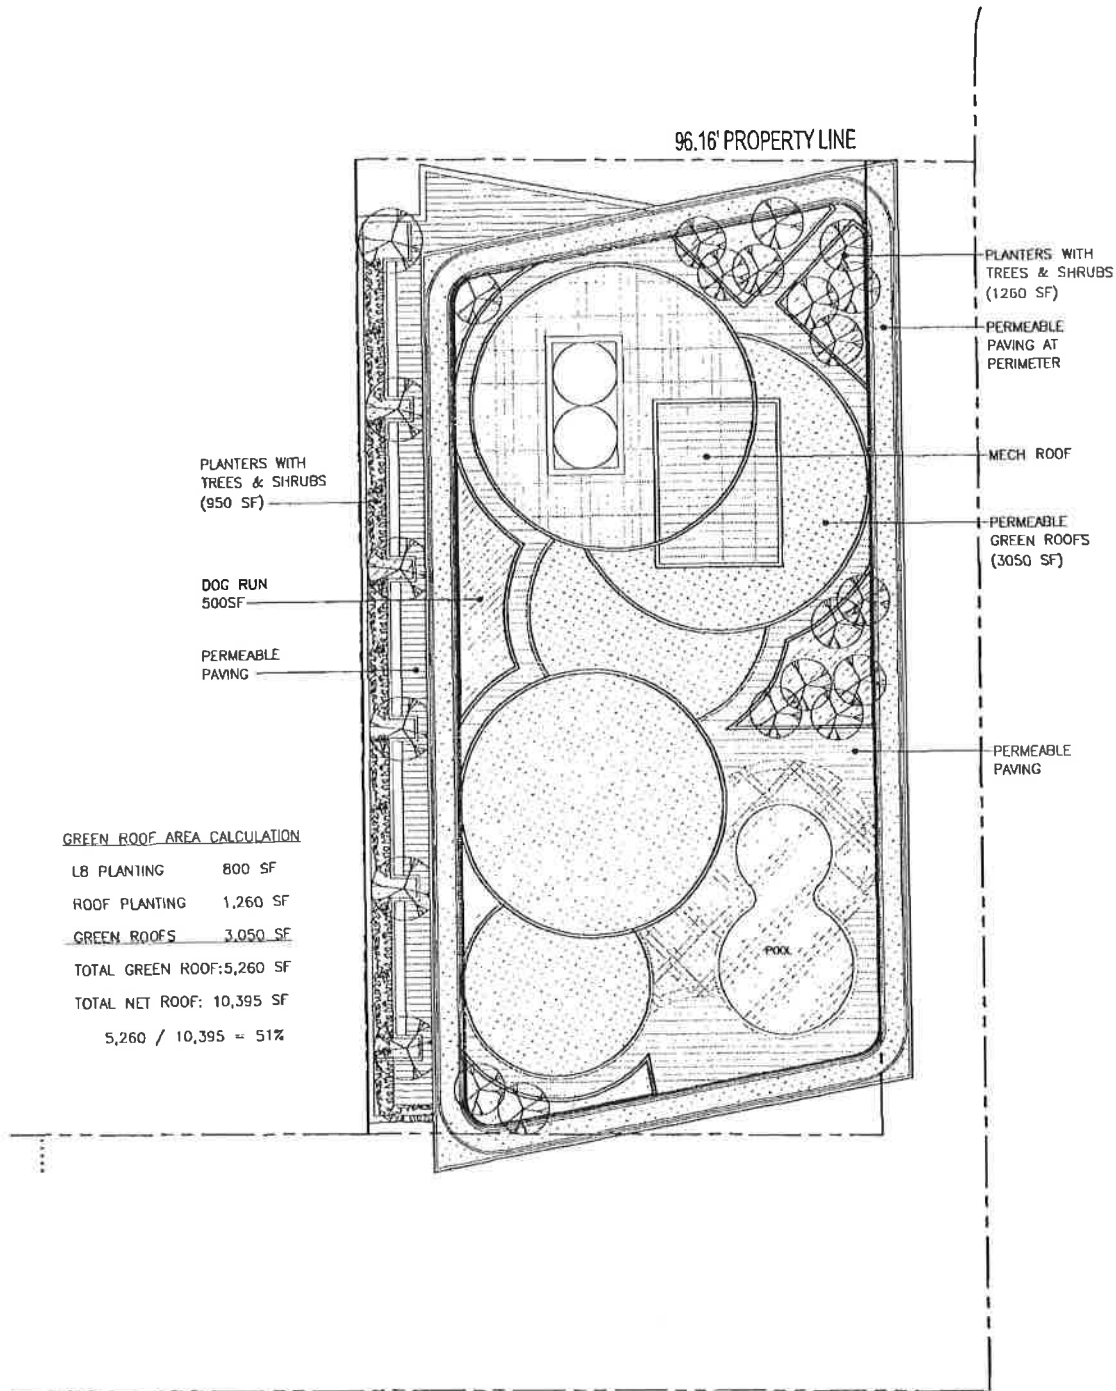 96.16' PROPERTY LINE
PLANTERS WITH
TREES & SHRUBS
(1260 SF)
PERMEABLE
PAVING AT
PERIMETER
MECH ROOF
PERMEABLE
GREEN ROOFS
(3050 SF)
PERMEABLE
PAVING
PLANTERS WITH
TREES & SHRUBS
(950 SF)
DOG RUN
500SF
PERMEABLE
PAVING
POOL
GREEN ROOF AREA CALCULATION
L8 PLANTING 800 SF
ROOF PLANTING 1,260 SF
GREEN ROOFS 3,050 SF
TOTAL GREEN ROOF:5,260 SF
TOTAL NET ROOF: 10,395 SF
5,260 / 10,395 = 51%